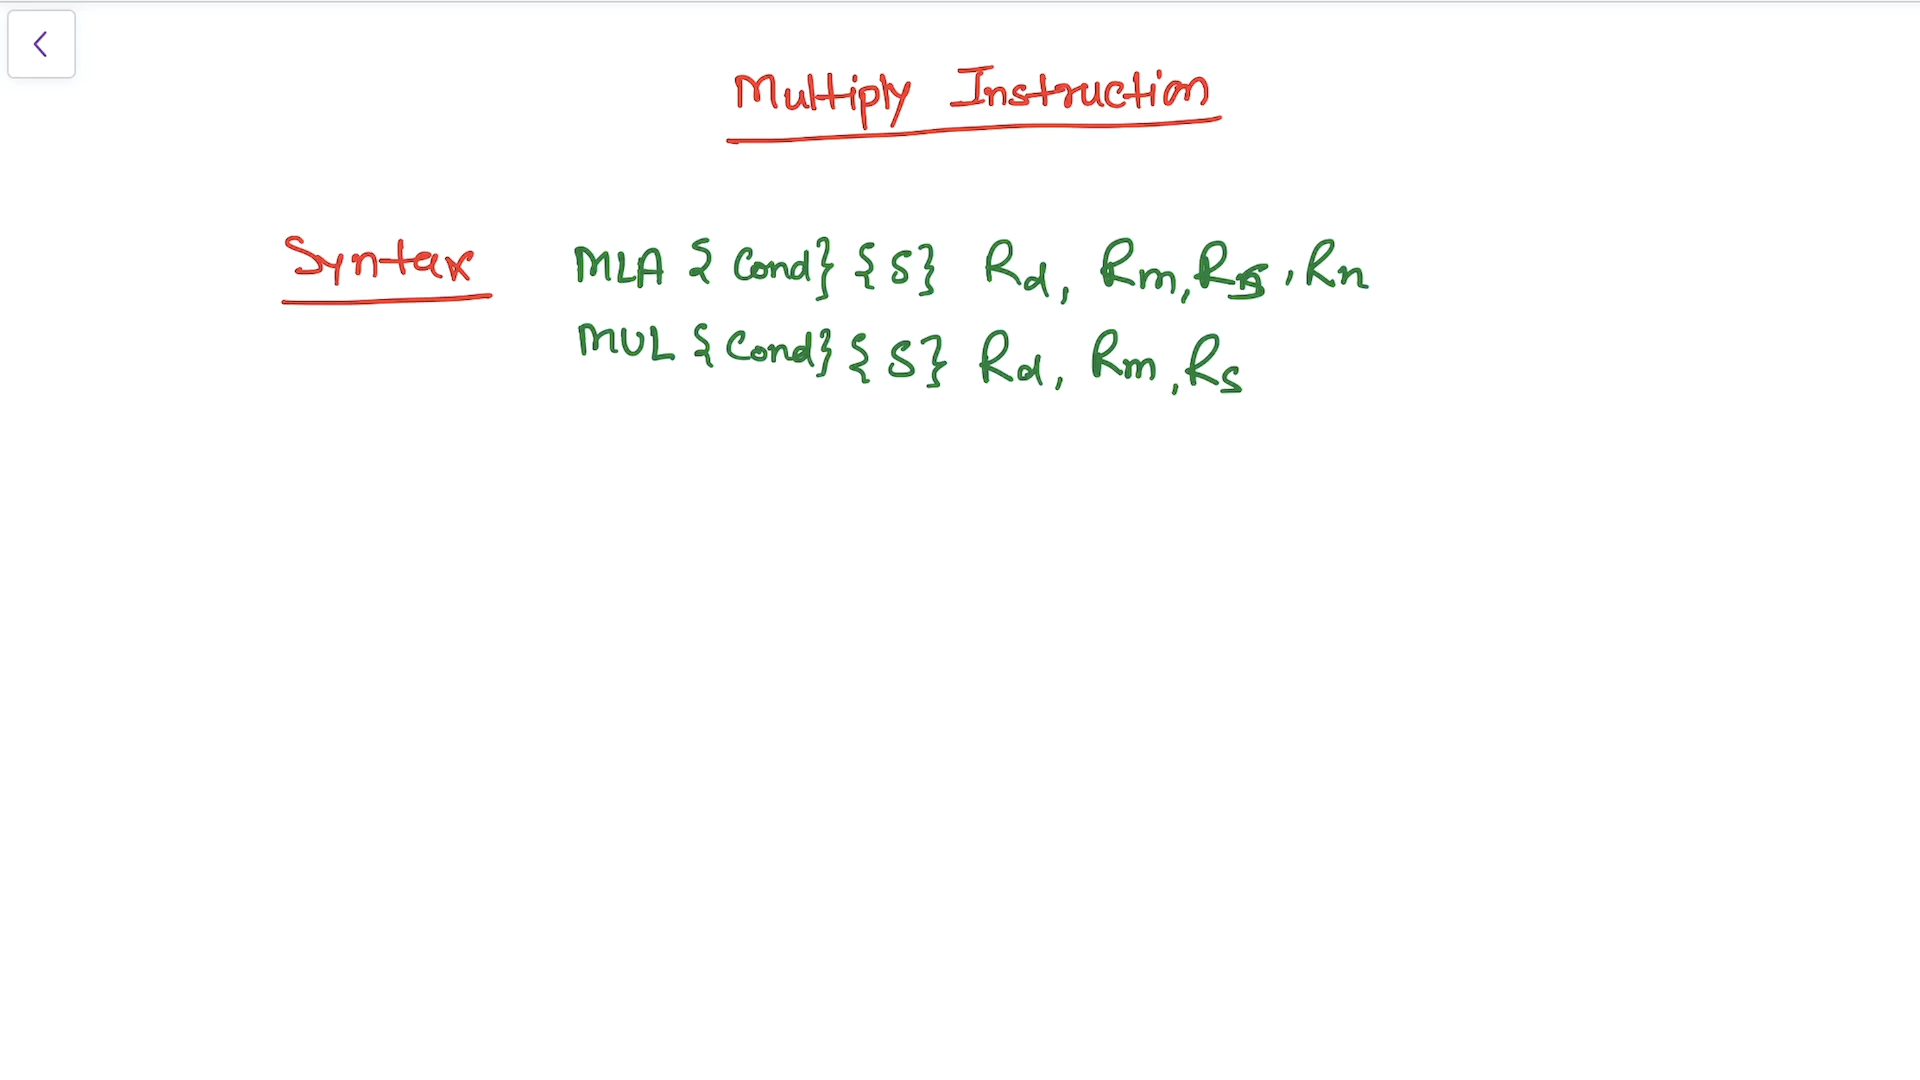 Multiply Instruction
Syntax MLA {Cond} {S} Rd, Rm, Rs, Rn
MUL {Cond} {S} Rd, Rm, Rs